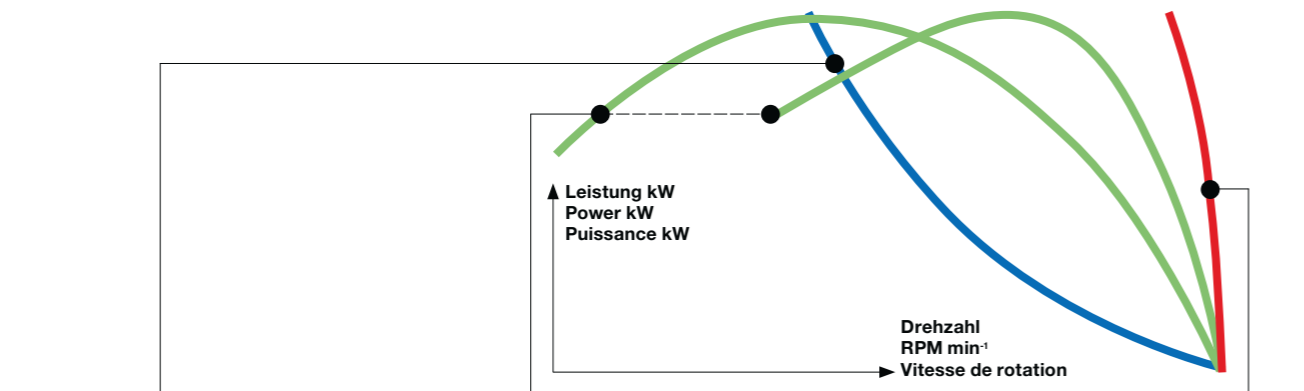 Leistung kW
Power kW
Puissance kW
Drehzahl
RPM min⁻¹
Vitesse de rotation